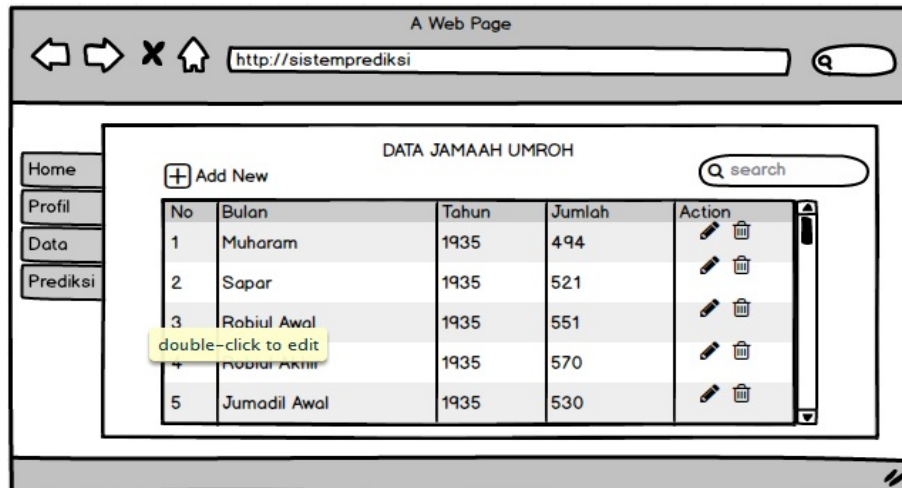 A Web Page
http://sistemprediksi
DATA JAMAAH UMROH
Home
Profil
Data
Prediksi
Add New
search
No Bulan Tahun Jumlah Action
1 Muharam 1935 494
2 Sapar 1935 521
3 Robiul Awal 1935 551
double-click to edit
4 1935 570
5 Jumadil Awal 1935 530